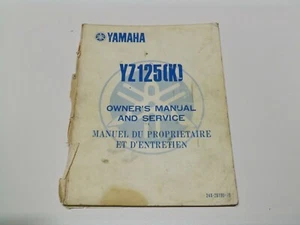 YAMAHA
YZ125(K)
OWNER'S MANUAL
AND SERVICE
MANUEL DU PROPRIETAIRE
ET D'ENTRETIEN